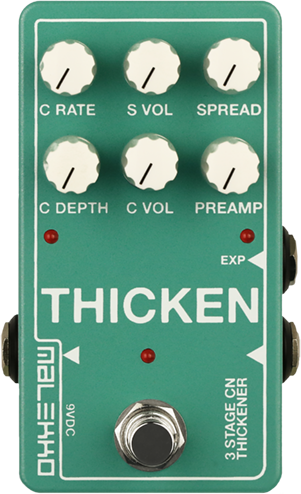 C RATE S VOL SPREAD
C DEPTH C VOL PREAMP
EXP
THICKEN
MALEKKO
9VDC
3 STAGE CN
THICKENER